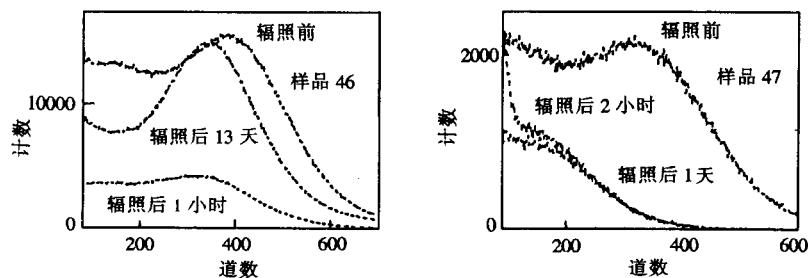 计数
10000
0
辐照前
样品 46
辐照后 13 天
辐照后 1 小时
200
400
600
道数
计数
2000
0
辐照前
样品 47
辐照后 2 小时
辐照后 1 天
200
400
600
道数